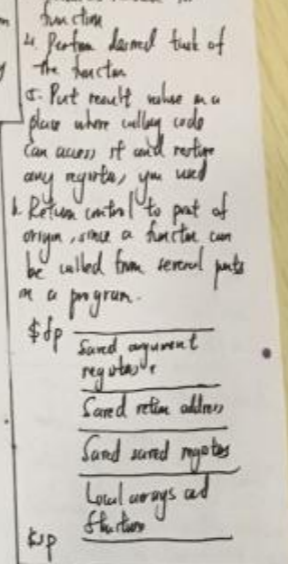 function
4. Perform desired task of
the function
5. Put result value in a
place where calling code
can access it and restore
any registers, you used
6. Return control to point of
origin, since a function can
be called from several points
in a program.
$fp
Saved argument
registers
Saved return address
Saved saved registers
Local arrays and
structures
$sp